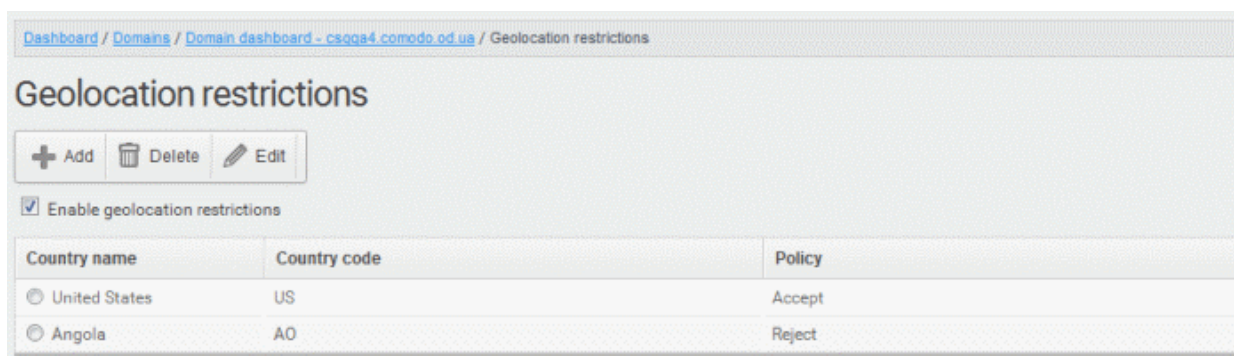 Dashboard / Domains / Domain dashboard - csqqa4.comodo.od.ua / Geolocation restrictions
Geolocation restrictions
Add Delete Edit
Enable geolocation restrictions
Country name Country code Policy
United States US Accept
Angola AO Reject